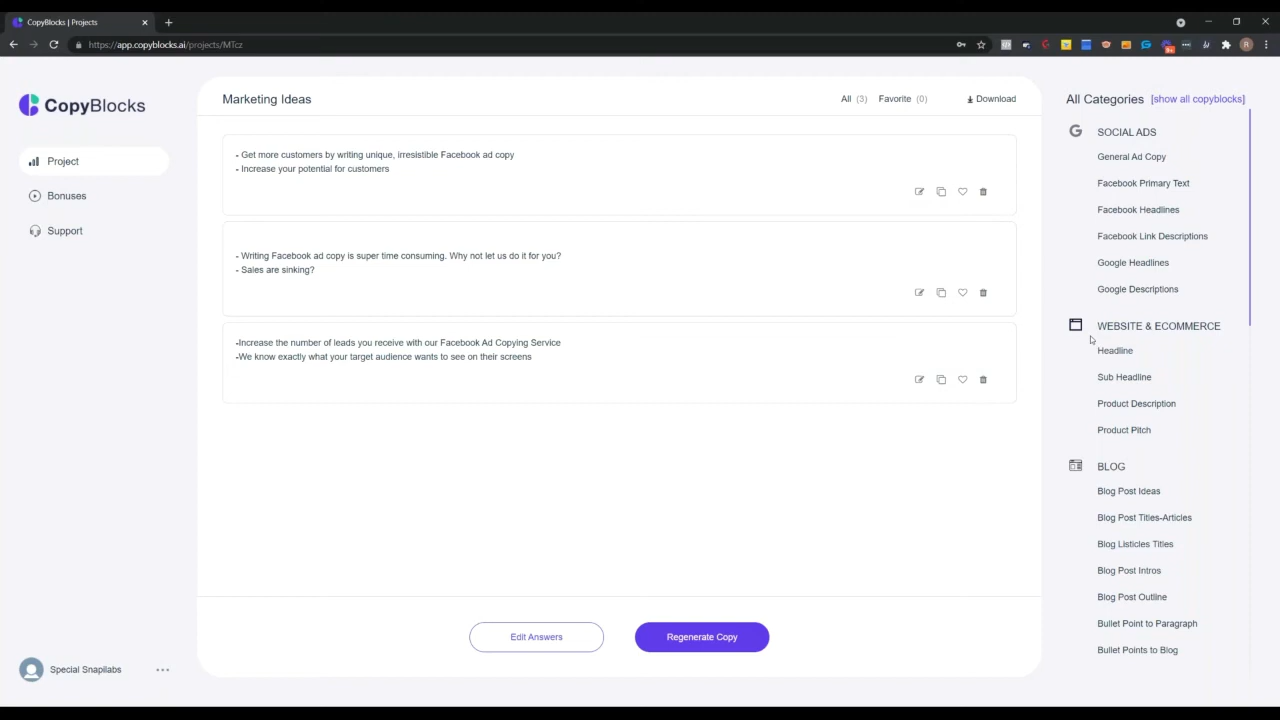 CopyBlocks | Projects
https://app.copyblocks.ai/projects/MTcz
CopyBlocks
Project
Bonuses
Support
Special Snapilabs
Marketing Ideas
All (3)
Favorite (0)
Download
- Get more customers by writing unique, irresistible Facebook ad copy
- Increase your potential for customers
- Writing Facebook ad copy is super time consuming. Why not let us do it for you?
- Sales are sinking?
-Increase the number of leads you receive with our Facebook Ad Copying Service
-We know exactly what your target audience wants to see on their screens
Edit Answers
Regenerate Copy
All Categories [show all copyblocks]
SOCIAL ADS
General Ad Copy
Facebook Primary Text
Facebook Headlines
Facebook Link Descriptions
Google Headlines
Google Descriptions
WEBSITE & ECOMMERCE
Headline
Sub Headline
Product Description
Product Pitch
BLOG
Blog Post Ideas
Blog Post Titles-Articles
Blog Listicles Titles
Blog Post Intros
Blog Post Outline
Bullet Point to Paragraph
Bullet Points to Blog